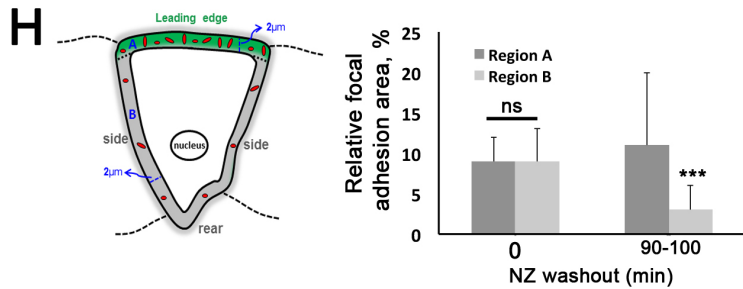 H
Leading edge
2μm
A
B
side
side
nucleus
2μm
rear
Relative focal
adhesion area, %
25
20
15
10
5
0
Region A
Region B
ns
***
0
90-100
NZ washout (min)